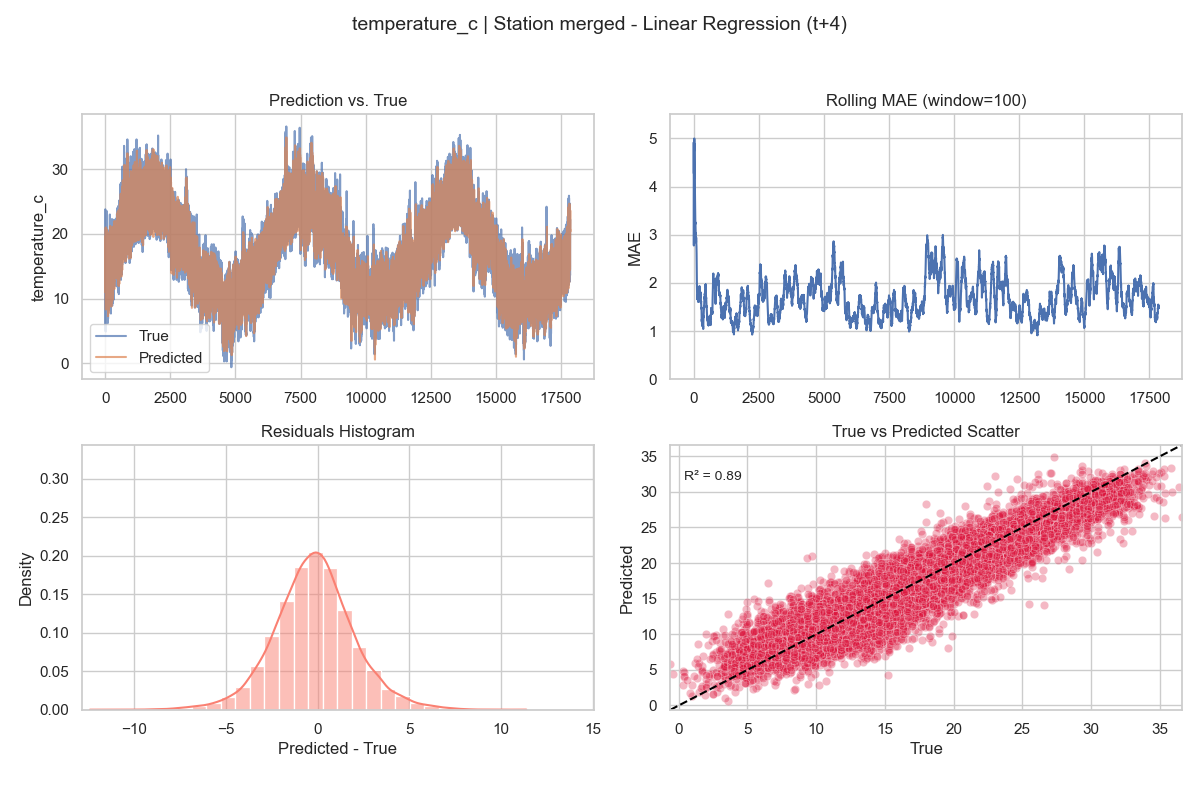 temperature_c | Station merged - Linear Regression (t+4)
Prediction vs. True
temperature_c
30
20
10
0
True
Predicted
0 2500 5000 7500 10000 12500 15000 17500
Rolling MAE (window=100)
MAE
5
4
3
2
1
0
0 2500 5000 7500 10000 12500 15000 17500
Residuals Histogram
Density
0.30
0.25
0.20
0.15
0.10
0.05
0.00
−10 −5 0 5 10 15
Predicted - True
True vs Predicted Scatter
R² = 0.89
Predicted
35
30
25
20
15
10
5
0
0 5 10 15 20 25 30 35
True